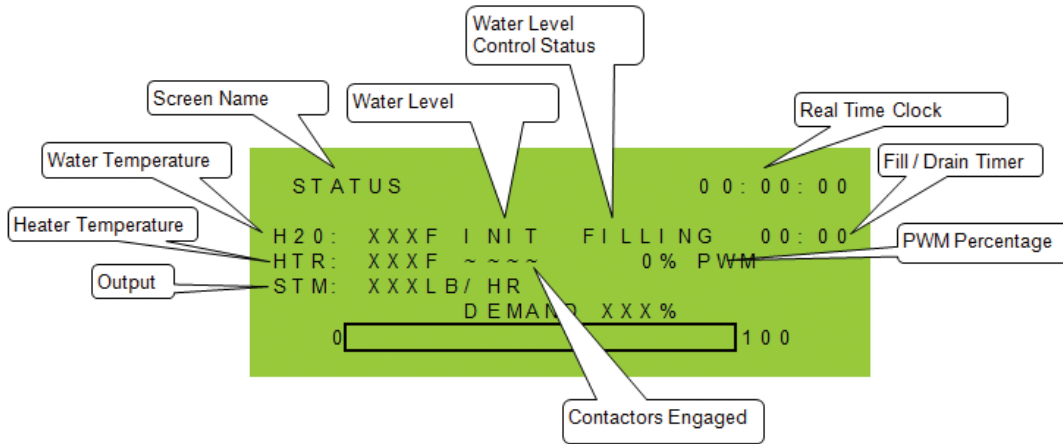 Water Level
Control Status
Screen Name
Water Level
Real Time Clock
Water Temperature
Fill / Drain Timer
STATUS 00:00:00
Heater Temperature
H20: XXXF INIT FILLING 00:00
PWM Percentage
HTR: XXXF ~~~~ 0% PWM
Output
STM: XXXLB/HR
DEMAND XXX%
0 100
Contactors Engaged